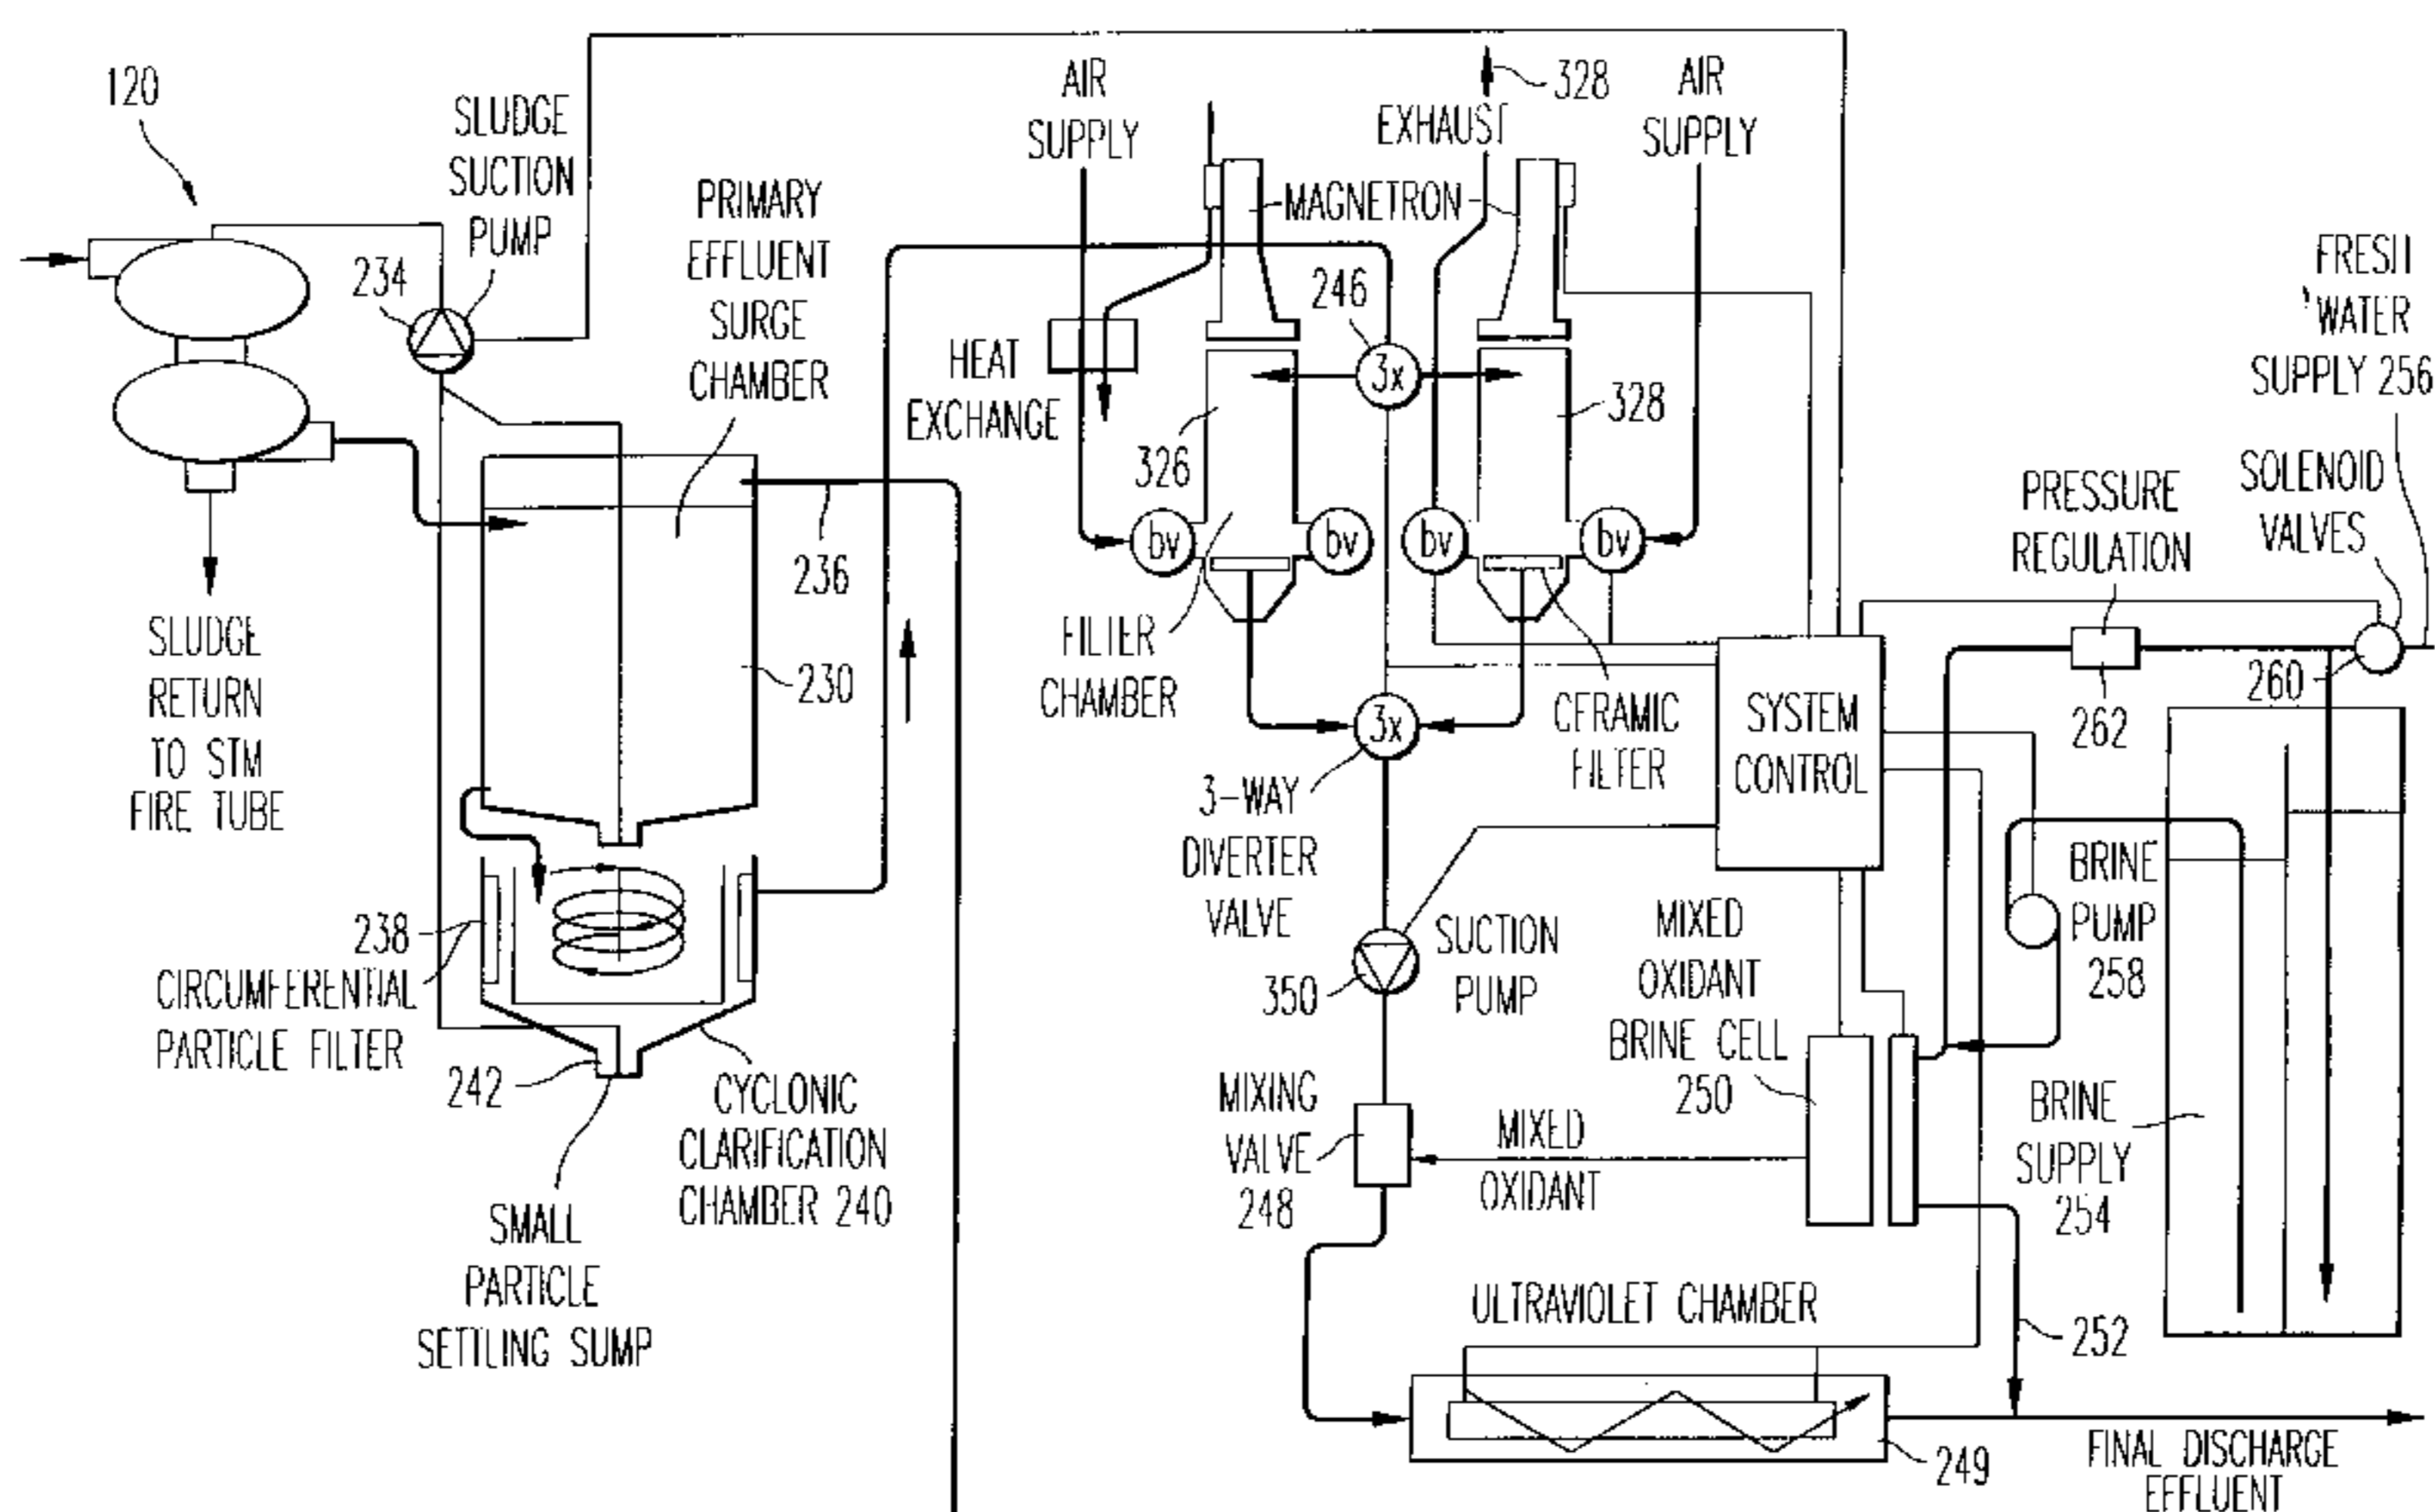 120
SLUDGE
SUCTION
PUMP
234
PRIMARY
EFFLUENT
SURGE
CHAMBER
AIR
SUPPLY
EXHAUST
328
AIR
SUPPLY
MAGNETRON
246
3x
HEAT
EXCHANGE
326
328
FRESH
WATER
SUPPLY 256
SOLENOID
VALVES
PRESSURE
REGULATION
236
bv
bv
bv
bv
SLUDGE
RETURN
TO STM
FIRE TUBE
230
FILTER
CHAMBER
3x
CERAMIC
FILTER
SYSTEM
CONTROL
260
262
3-WAY
DIVERTER
VALVE
238
CIRCUMFERENTIAL
PARTICLE FILTER
242
CYCLONIC
CLARIFICATION
CHAMBER 240
SMALL
PARTICLE
SETTLING SUMP
350
SUCTION
PUMP
MIXED
OXIDANT
BRINE CELL
250
BRINE
PUMP
258
MIXING
VALVE
248
MIXED
OXIDANT
BRINE
SUPPLY
254
ULTRAVIOLET CHAMBER
252
249
FINAL DISCHARGE
EFFLUENT